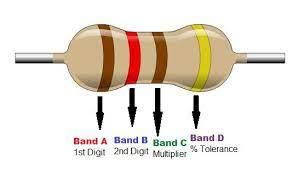 Band A
1st Digit
Band B
2nd Digit
Band C
Multiplier
Band D
% Tolerance